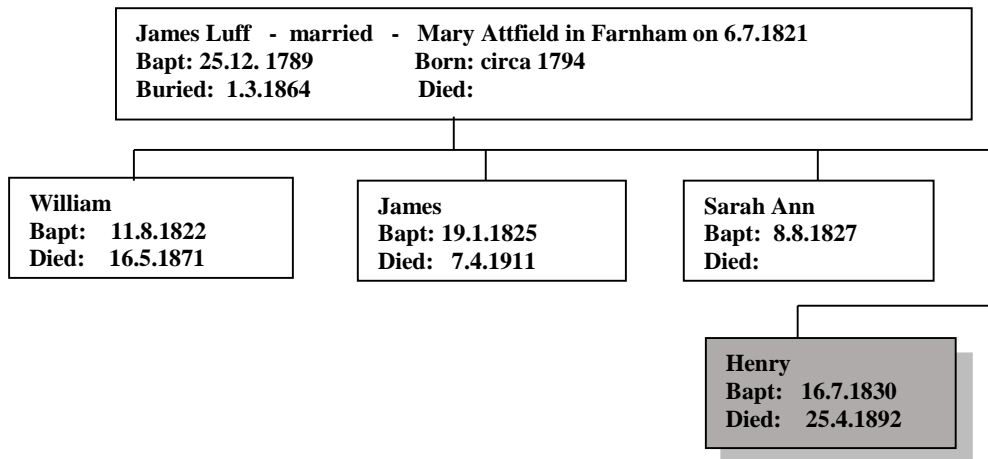 James Luff - married - Mary Attfield in Farnham on 6.7.1821
Bapt: 25.12. 1789 Born: circa 1794
Buried: 1.3.1864 Died:
William
Bapt: 11.8.1822
Died: 16.5.1871
James
Bapt: 19.1.1825
Died: 7.4.1911
Sarah Ann
Bapt: 8.8.1827
Died:
Henry
Bapt: 16.7.1830
Died: 25.4.1892